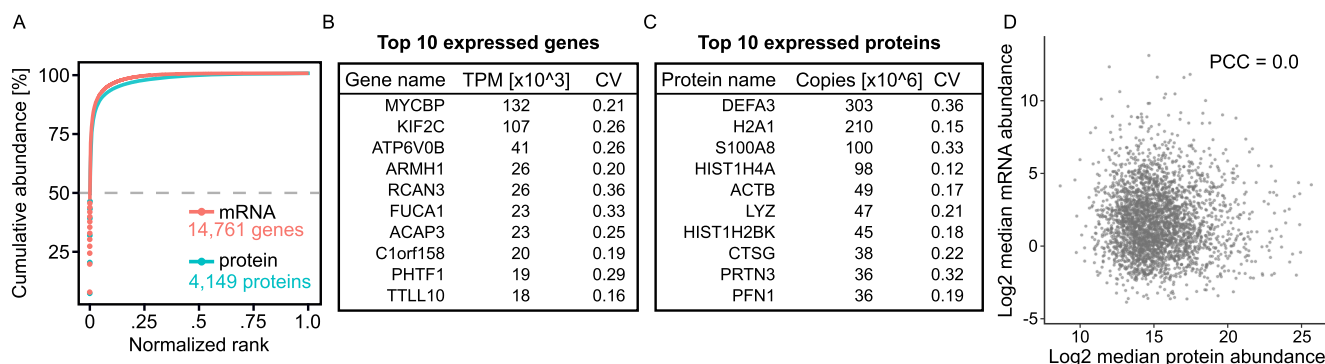 A
Cumulative abundance [%]
100
75
50
25
mRNA
14,761 genes
protein
4,149 proteins
0 .25 .5 .75 1.0
Normalized rank
B
Top 10 expressed genes
Gene name TPM [x10^3] CV
MYCBP 132 0.21
KIF2C 107 0.26
ATP6V0B 41 0.26
ARMH1 26 0.20
RCAN3 26 0.36
FUCA1 23 0.33
ACAP3 23 0.25
C1orf158 20 0.19
PHTF1 19 0.29
TTLL10 18 0.16
C
Top 10 expressed proteins
Protein name Copies [x10^6] CV
DEFA3 303 0.36
H2A1 210 0.15
S100A8 100 0.33
HIST1H4A 98 0.12
ACTB 49 0.17
LYZ 47 0.21
HIST1H2BK 45 0.18
CTSG 38 0.22
PRTN3 36 0.32
PFN1 36 0.19
D
Log2 median mRNA abundance
PCC = 0.0
10
5
0
-5
10 15 20 25
Log2 median protein abundance